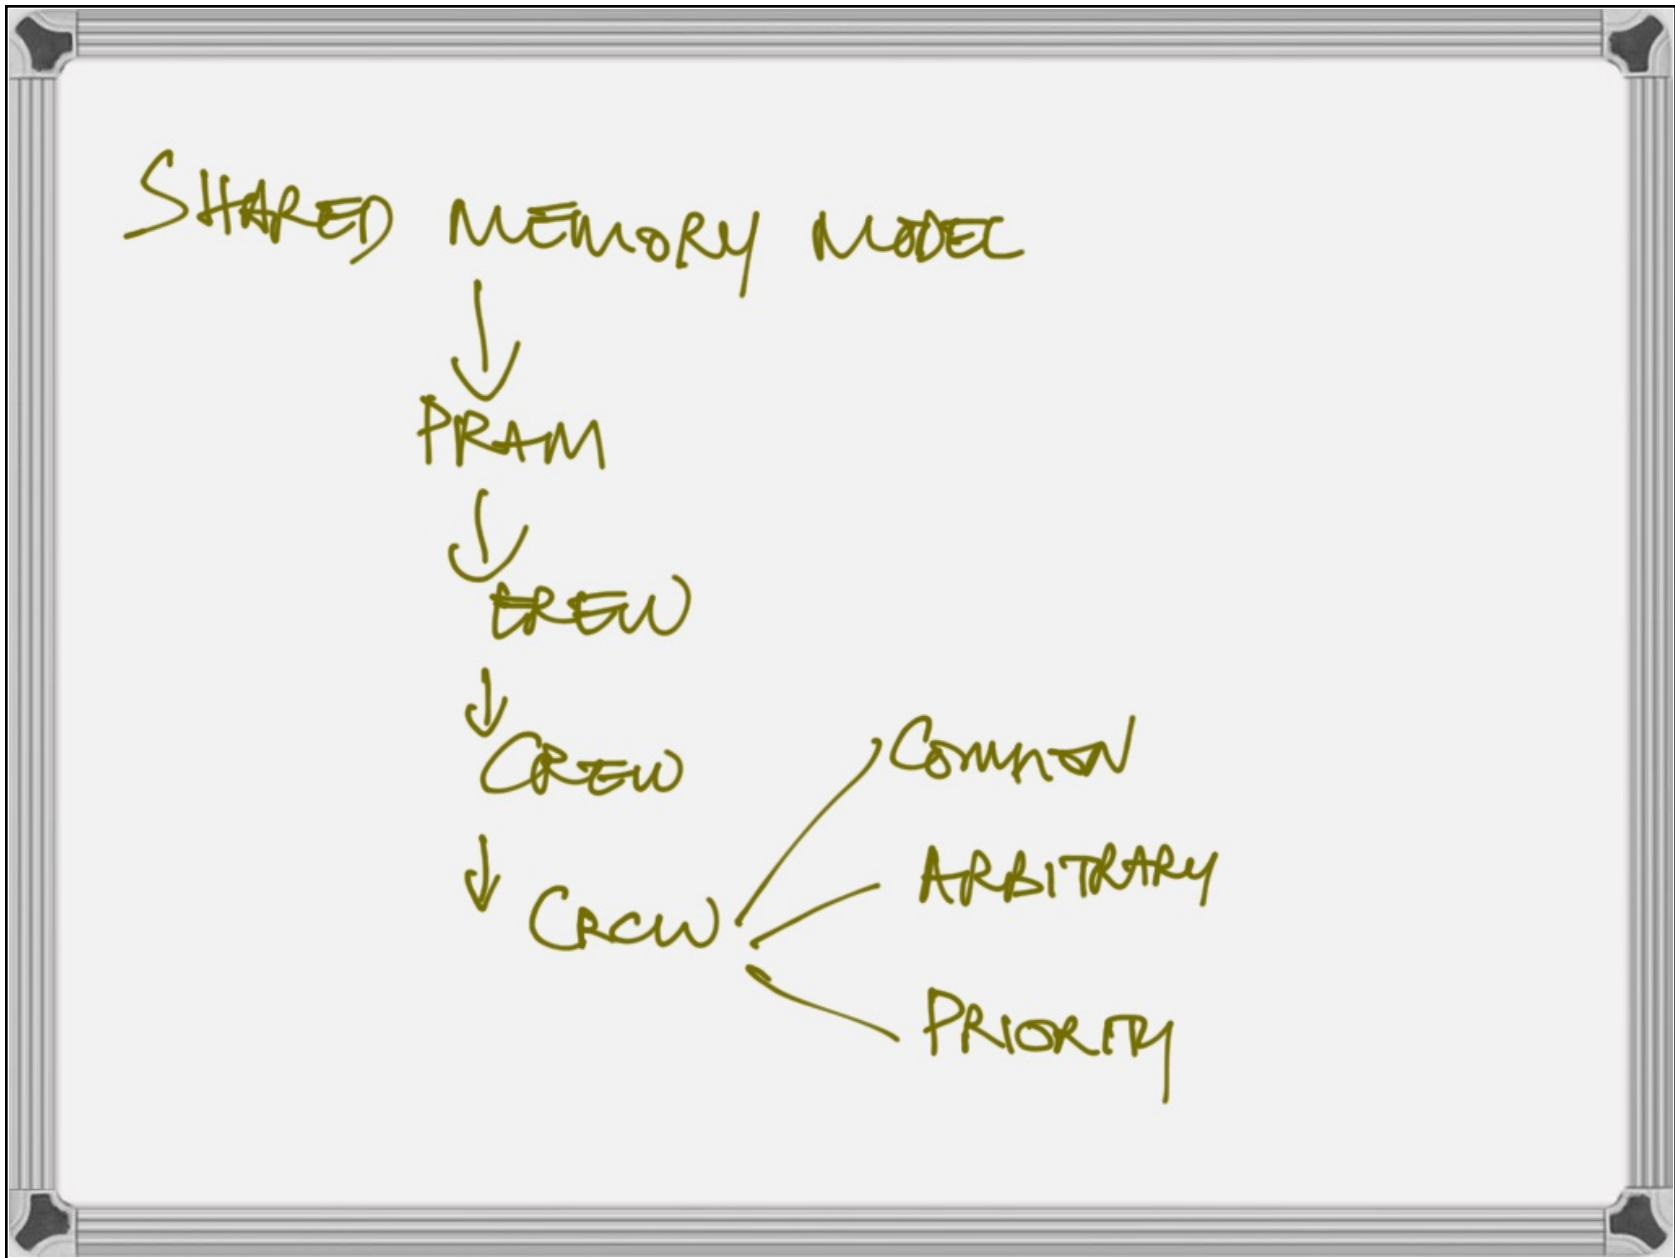 SHARED MEMORY MODEL
PRAM
EREW
CREW
COMMON
ARBITRARY
CRCW
PRIORITY